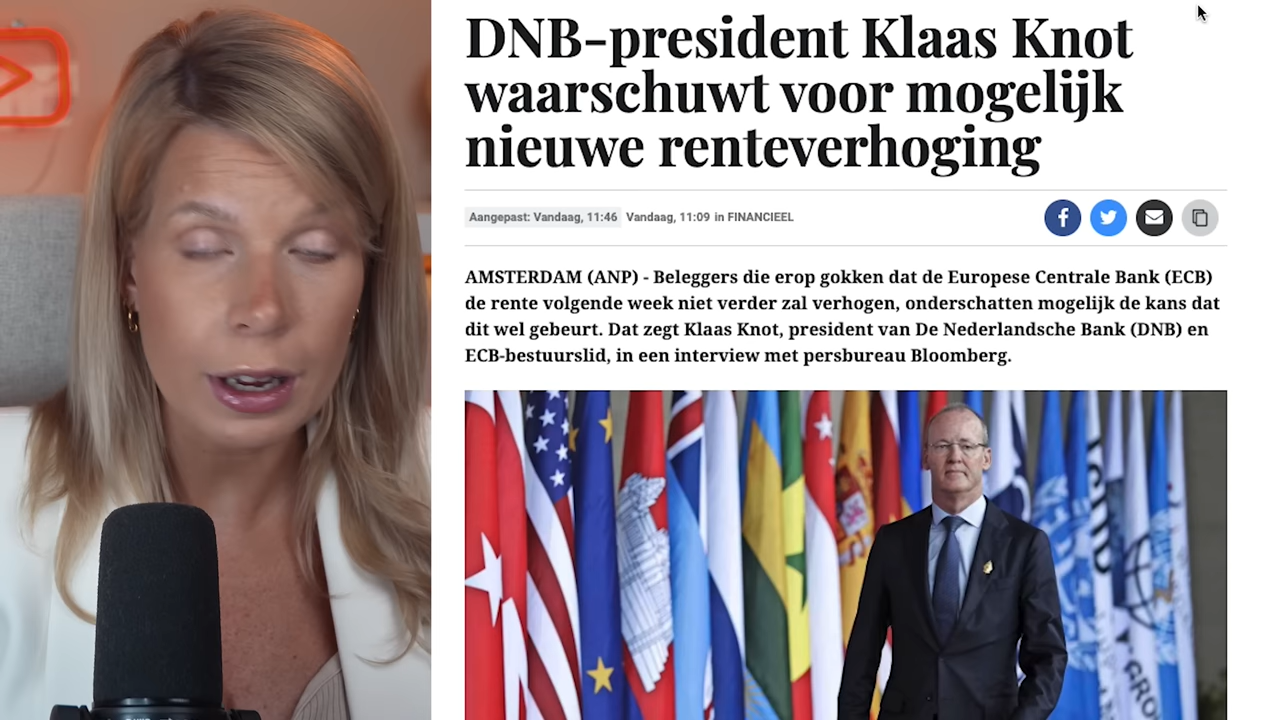 DNB-president Klaas Knot
waarschuwt voor mogelijk
nieuwe renteverhoging
Aangepast: Vandaag, 11:46 Vandaag, 11:09 in FINANCIEEL
AMSTERDAM (ANP) - Beleggers die erop gokken dat de Europese Centrale Bank (ECB)
de rente volgende week niet verder zal verhogen, onderschatten mogelijk de kans dat
dit wel gebeurt. Dat zegt Klaas Knot, president van De Nederlandsche Bank (DNB) en
ECB-bestuurslid, in een interview met persbureau Bloomberg.